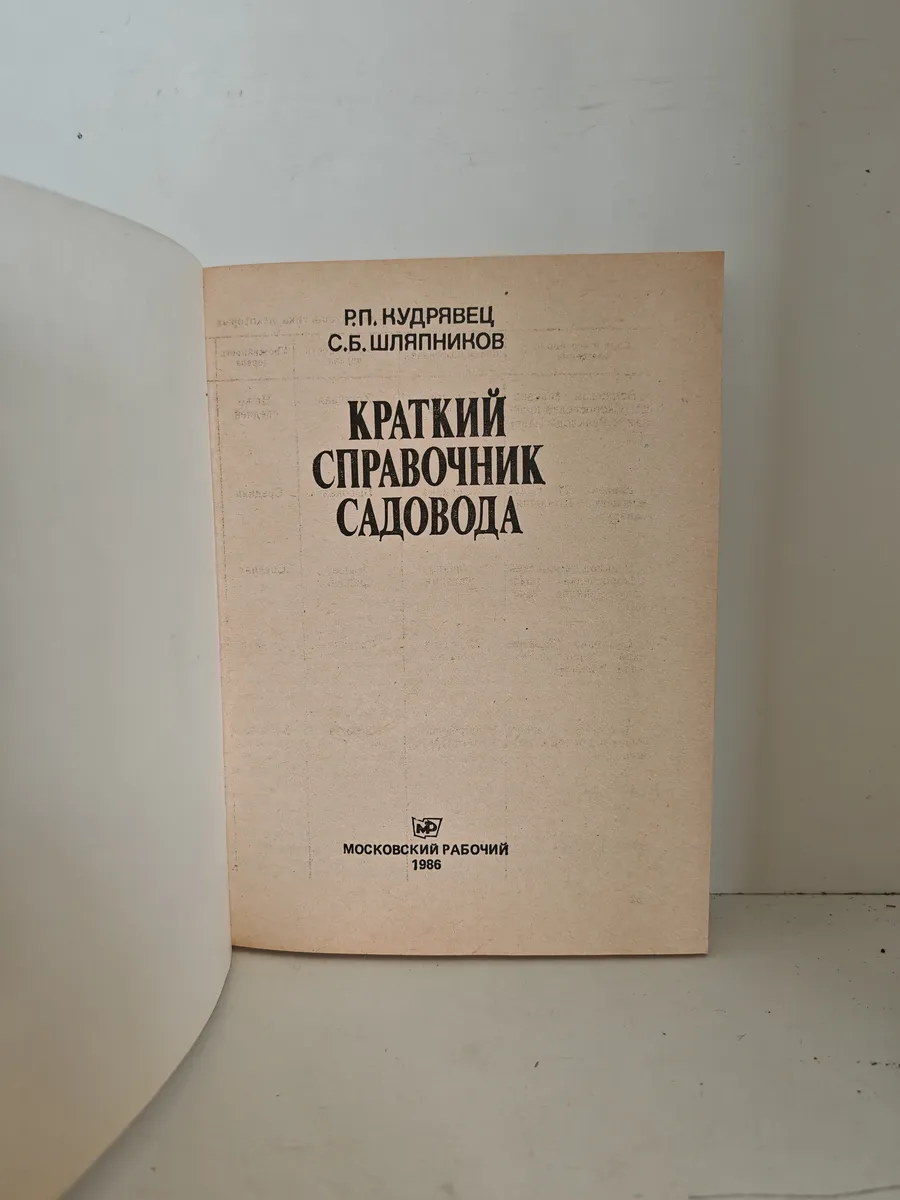 Р.П. КУДРЯВЕЦ
С.Б. ШЛЯПНИКОВ
КРАТКИЙ
СПРАВОЧНИК
САДОВОДА
МР
МОСКОВСКИЙ РАБОЧИЙ
1986